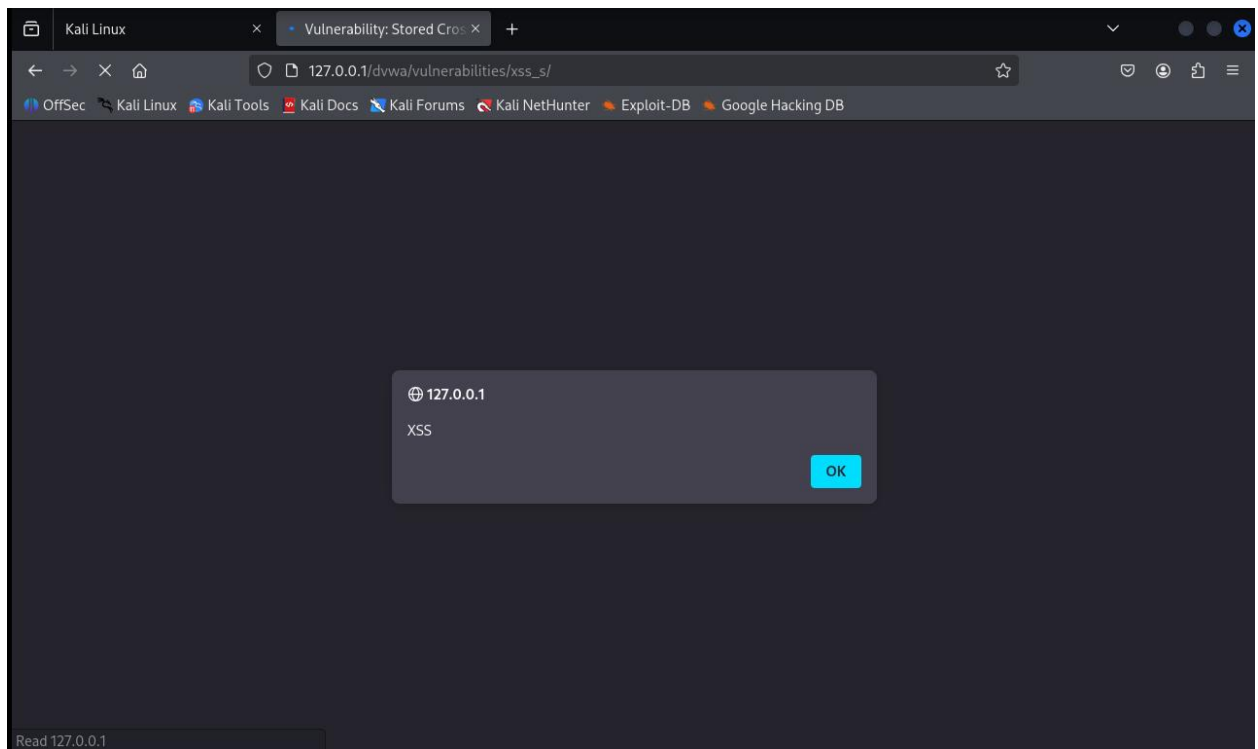 Kali Linux
Vulnerability: Stored Cros
127.0.0.1/dvwa/vulnerabilities/xss_s/
OffSec Kali Linux Kali Tools Kali Docs Kali Forums Kali NetHunter Exploit-DB Google Hacking DB
127.0.0.1
XSS
OK
Read 127.0.0.1